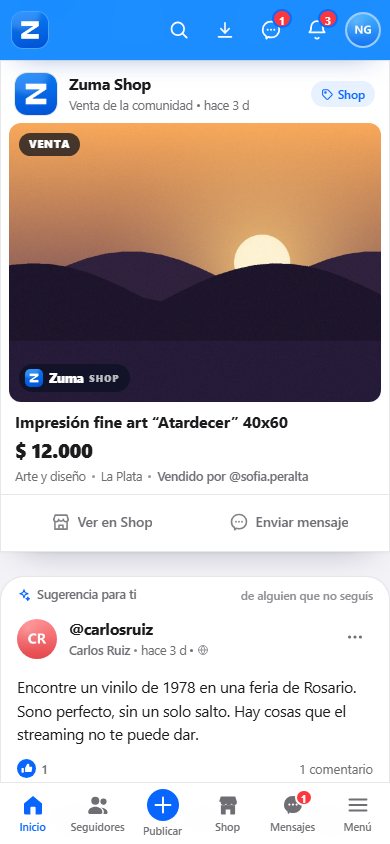 Z
1
3
NG
Z
Zuma Shop
Venta de la comunidad • hace 3 d
Shop
VENTA
Z Zuma SHOP
Impresión fine art “Atardecer” 40x60
$ 12.000
Arte y diseño • La Plata • Vendido por @sofia.peralta
Ver en Shop
Enviar mensaje
Sugerencia para ti
de alguien que no seguís
CR
@carlosruiz
Carlos Ruiz • hace 3 d •
Encontre un vinilo de 1978 en una feria de Rosario.
Sono perfecto, sin un solo salto. Hay cosas que el
streaming no te puede dar.
1
1 comentario
1
Inicio
Seguidores
Publicar
Shop
Mensajes
Menú